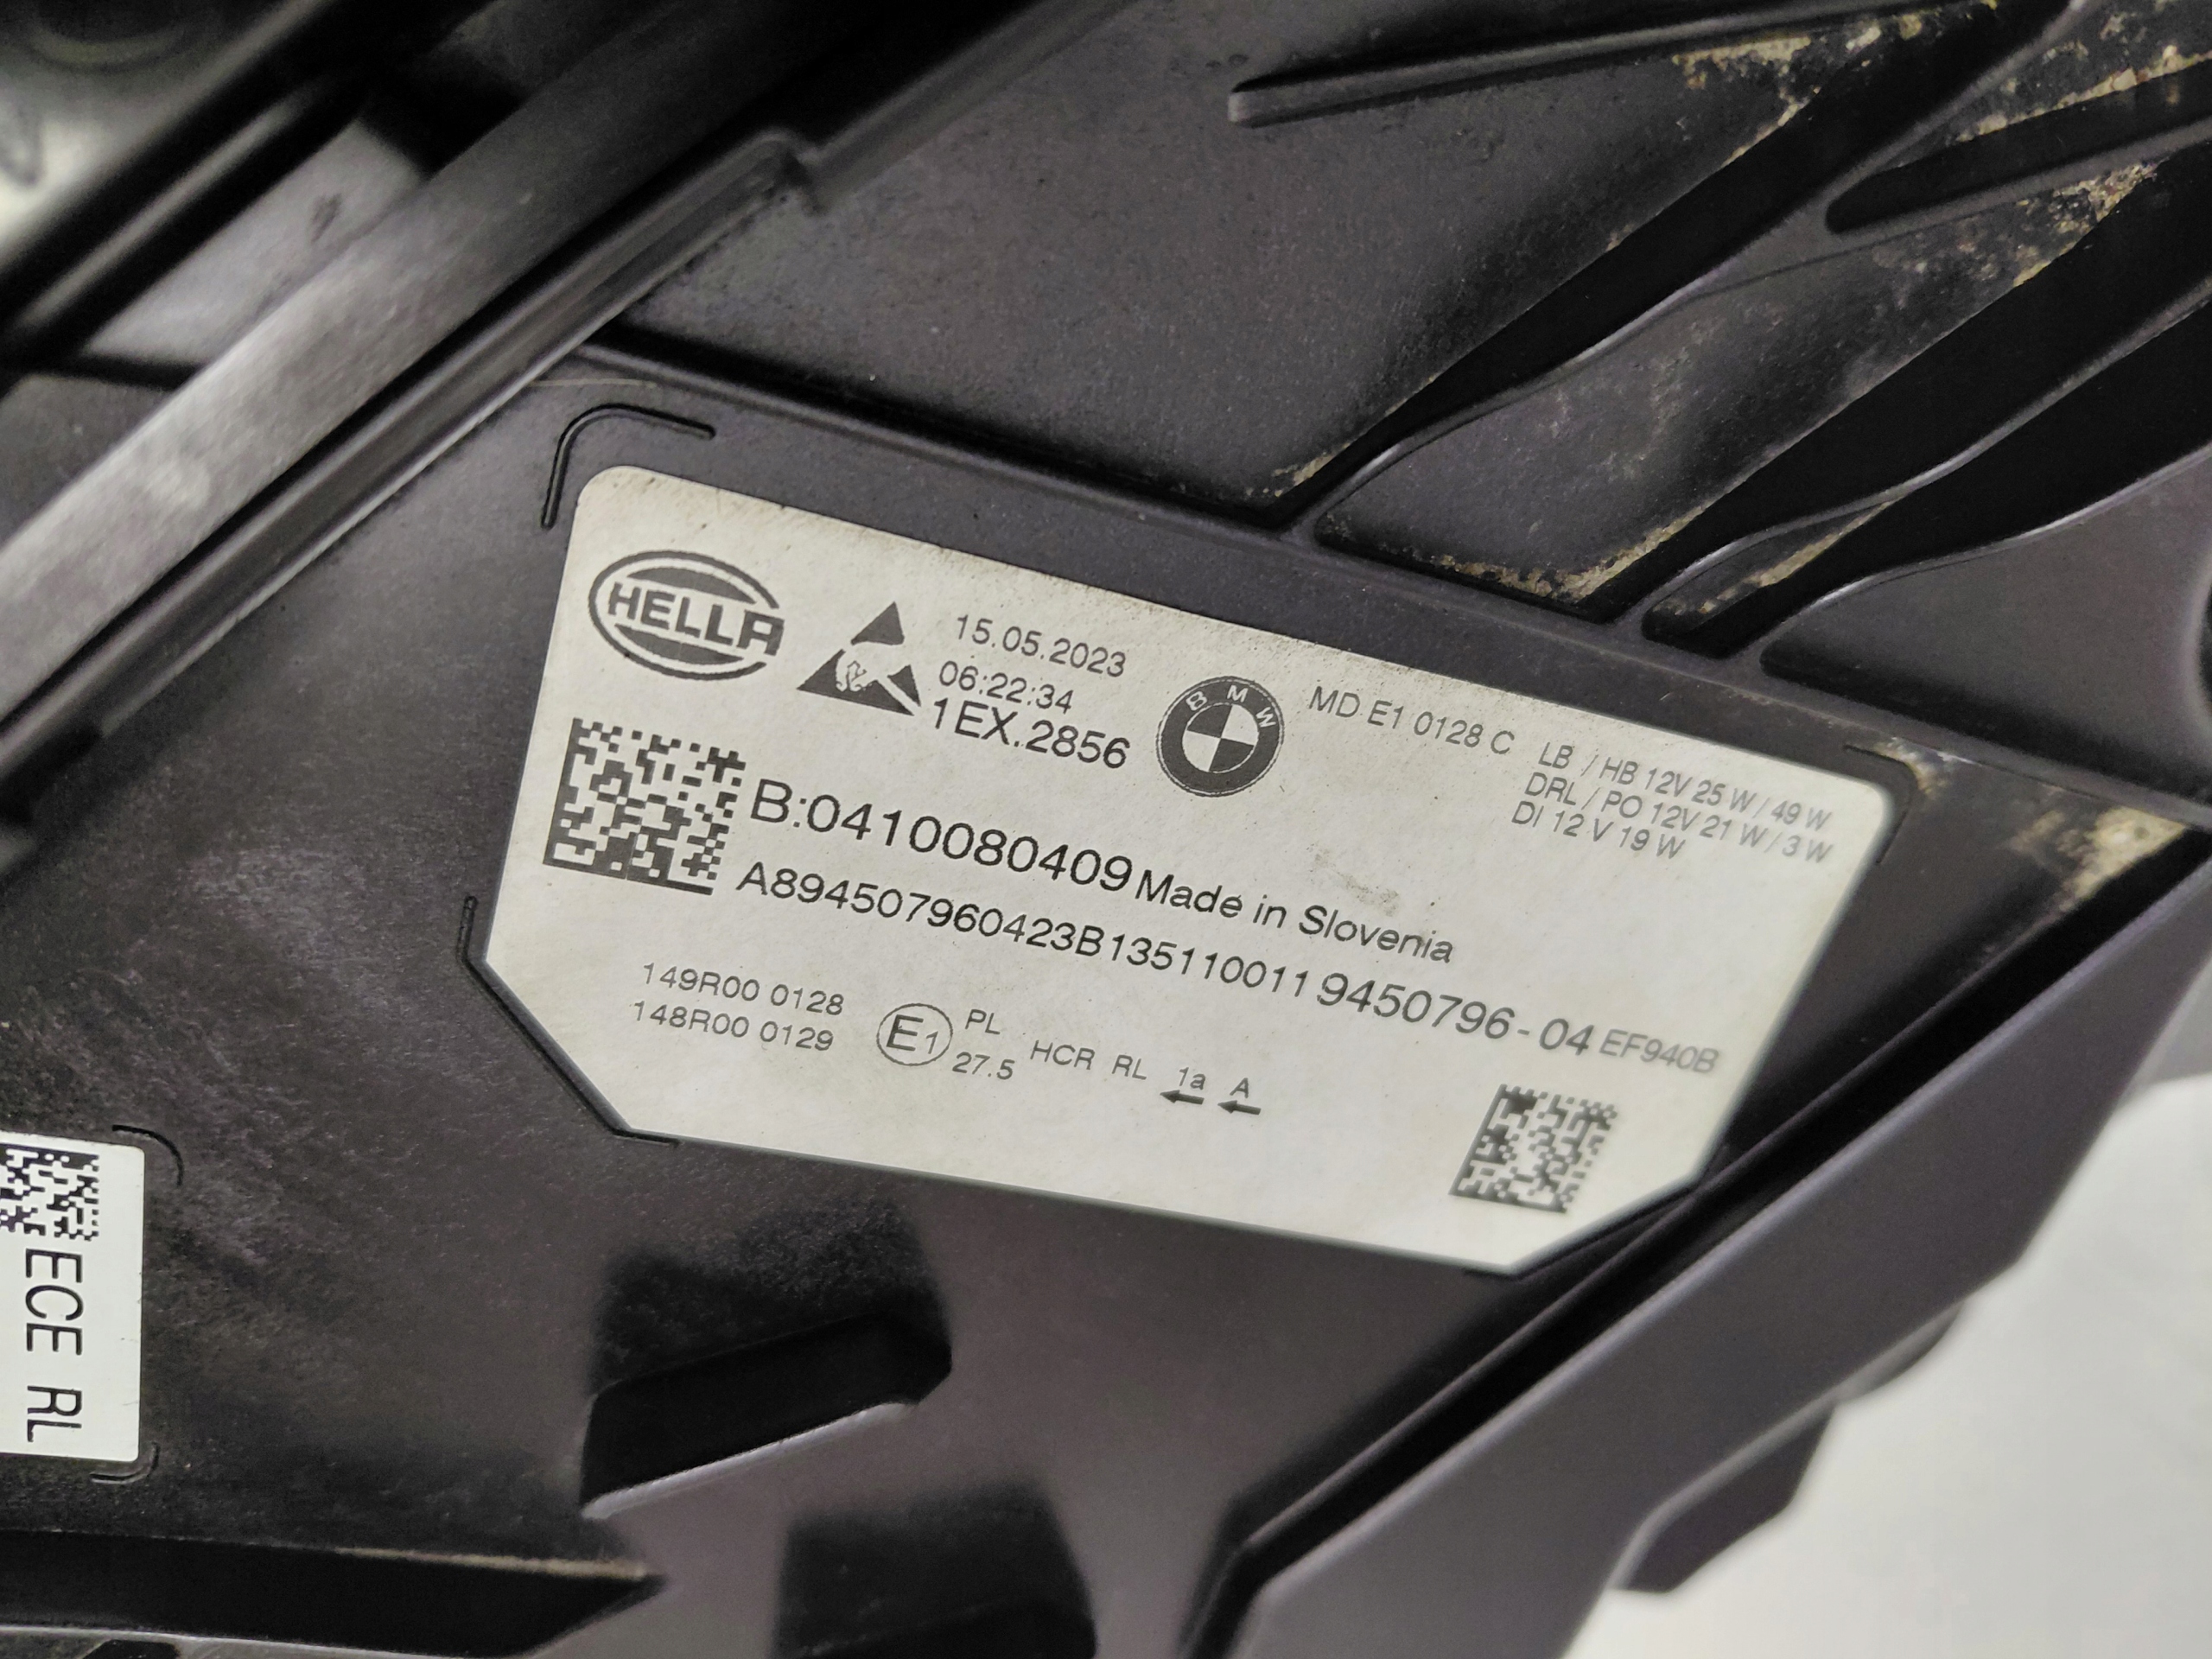 HELLA
15.05.2023
06:22:34
1EX.2856
BMW
MD E1 0128 C
LB / HB 12V 25 W / 49 W
DRL / PO 12V 21 W / 3 W
DI 12 V 19 W
B:0410080409 Made in Slovenia
A894507960423B1351100119450796-04 EF940B
149R00 0128
148R00 0129
E1
PL
27.5
HCR RL 1a A
ECE RL